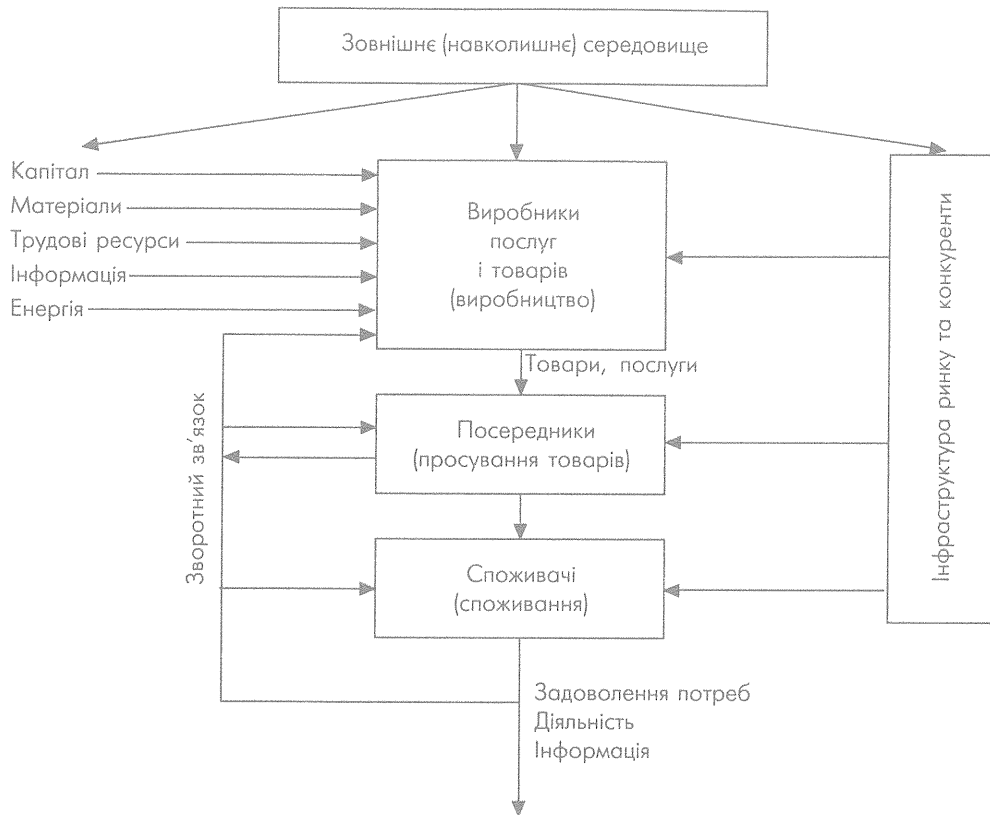 Зовнішнє (навколишнє) середовище
Капітал
Матеріали
Трудові ресурси
Інформація
Енергія
Виробники
послуг
і товарів
(виробництво)
Товари, послуги
Посередники
(просування товарів)
Споживачі
(споживання)
Зворотний зв'язок
Інфраструктура ринку та конкуренти
Задоволення потреб
Діяльність
Інформація